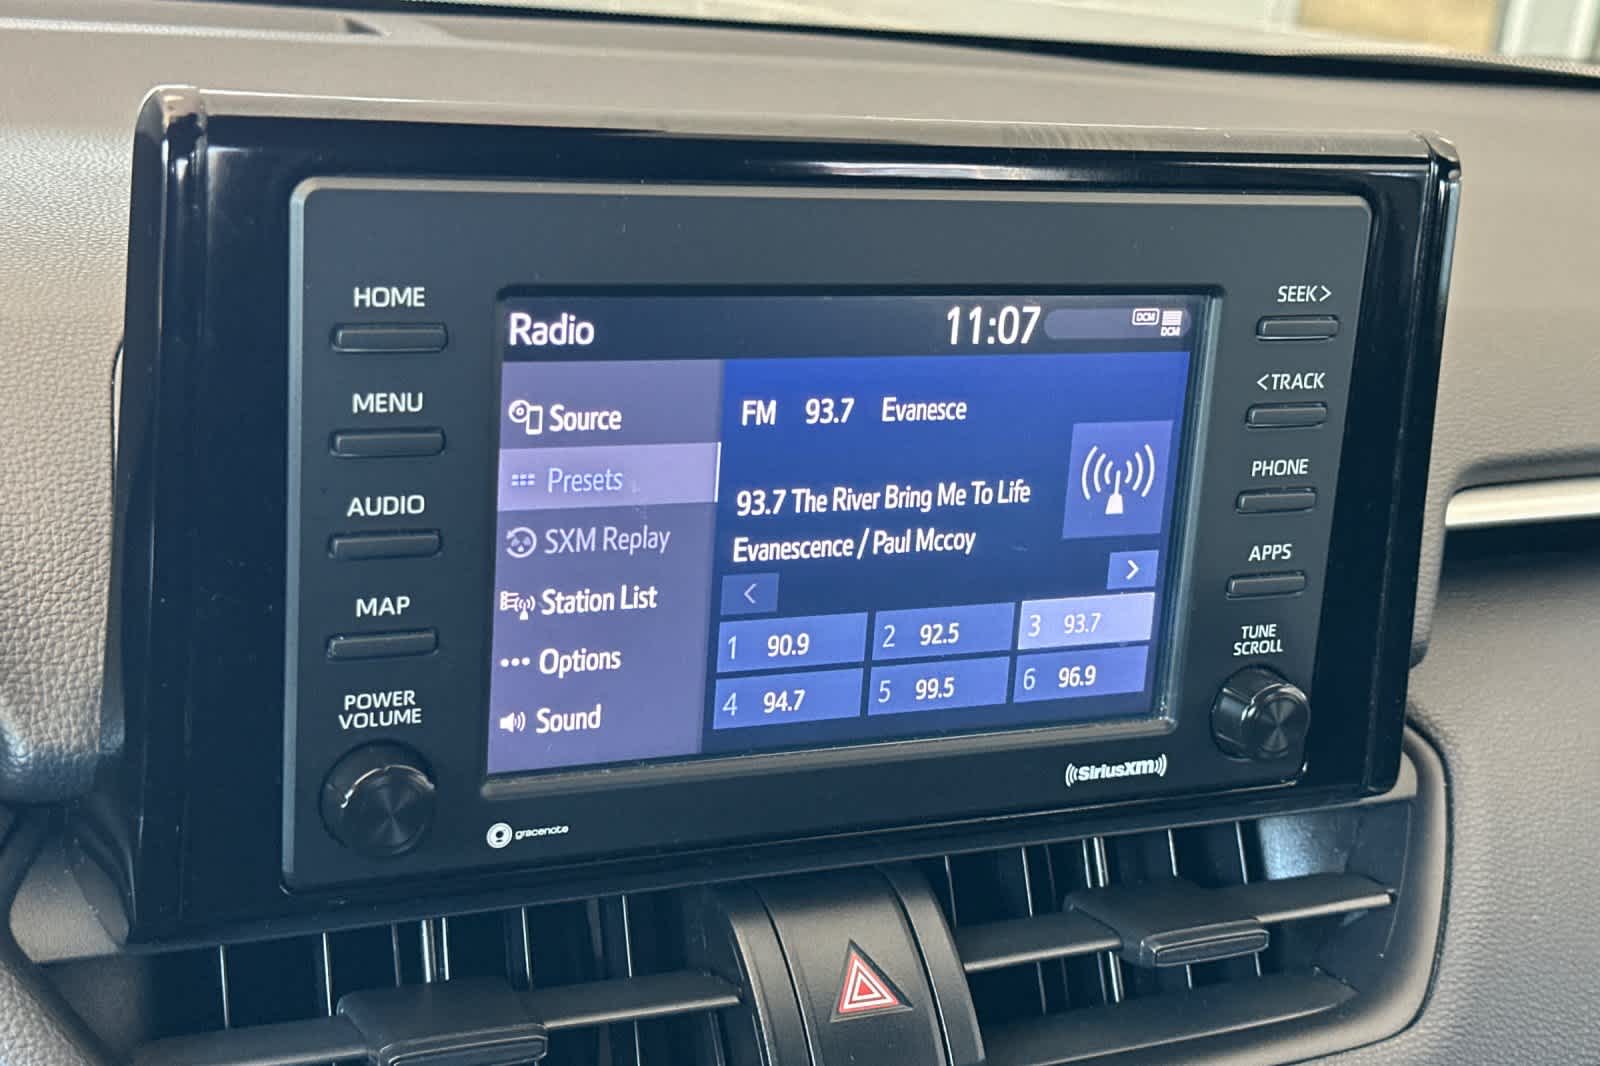 HOME
MENU
AUDIO
MAP
POWER
VOLUME
Radio
11:07
DCM
DCM
Source
Presets
SXM Replay
Station List
Options
Sound
FM 93.7 Evanesce
93.7 The River Bring Me To Life
Evanescence / Paul Mccoy
< >
1 90.9 2 92.5 3 93.7
4 94.7 5 99.5 6 96.9
SEEK>
<TRACK
PHONE
APPS
TUNE
SCROLL
gracenote
((SiriusXM))